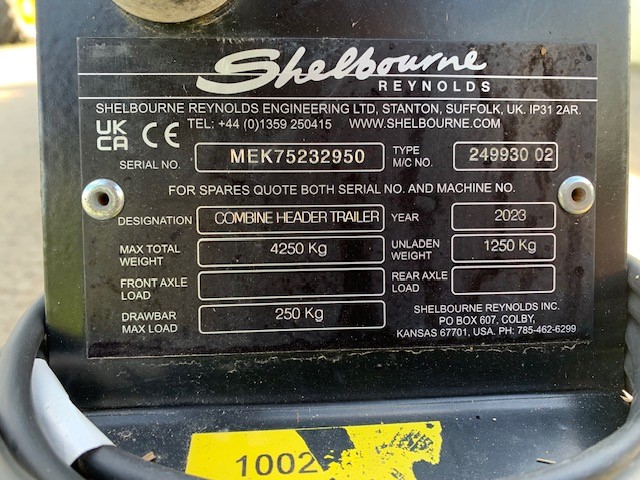 Shelbourne
REYNOLDS
SHELBOURNE REYNOLDS ENGINEERING LTD, STANTON, SUFFOLK, UK. IP31 2AR.
UK CA CE TEL: +44 (0)1359 250415 WWW.SHELBOURNE.COM
SERIAL NO. MEK75232950 TYPE M/C NO. 249930 02
FOR SPARES QUOTE BOTH SERIAL NO. AND MACHINE NO.
DESIGNATION COMBINE HEADER TRAILER YEAR 2023
MAX TOTAL WEIGHT 4250 Kg UNLADEN WEIGHT 1250 Kg
FRONT AXLE LOAD REAR AXLE LOAD
DRAWBAR MAX LOAD 250 Kg
SHELBOURNE REYNOLDS INC.
PO BOX 607, COLBY,
KANSAS 67701, USA. PH: 785-462-6299
1002